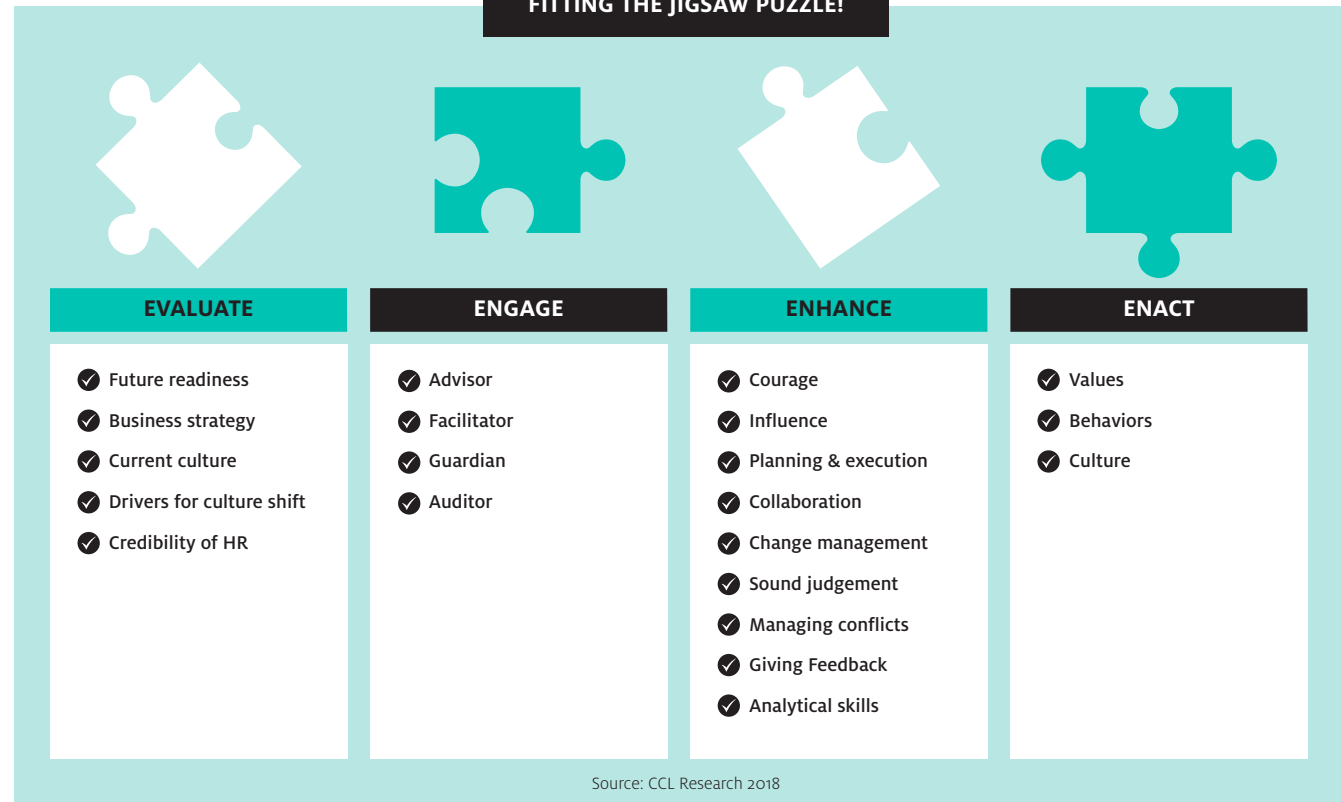 FITTING THE JIGSAW PUZZLE!
EVALUATE
Future readiness
Business strategy
Current culture
Drivers for culture shift
Credibility of HR
ENGAGE
Advisor
Facilitator
Guardian
Auditor
ENHANCE
Courage
Influence
Planning & execution
Collaboration
Change management
Sound judgement
Managing conflicts
Giving Feedback
Analytical skills
ENACT
Values
Behaviors
Culture
Source: CCL Research 2018